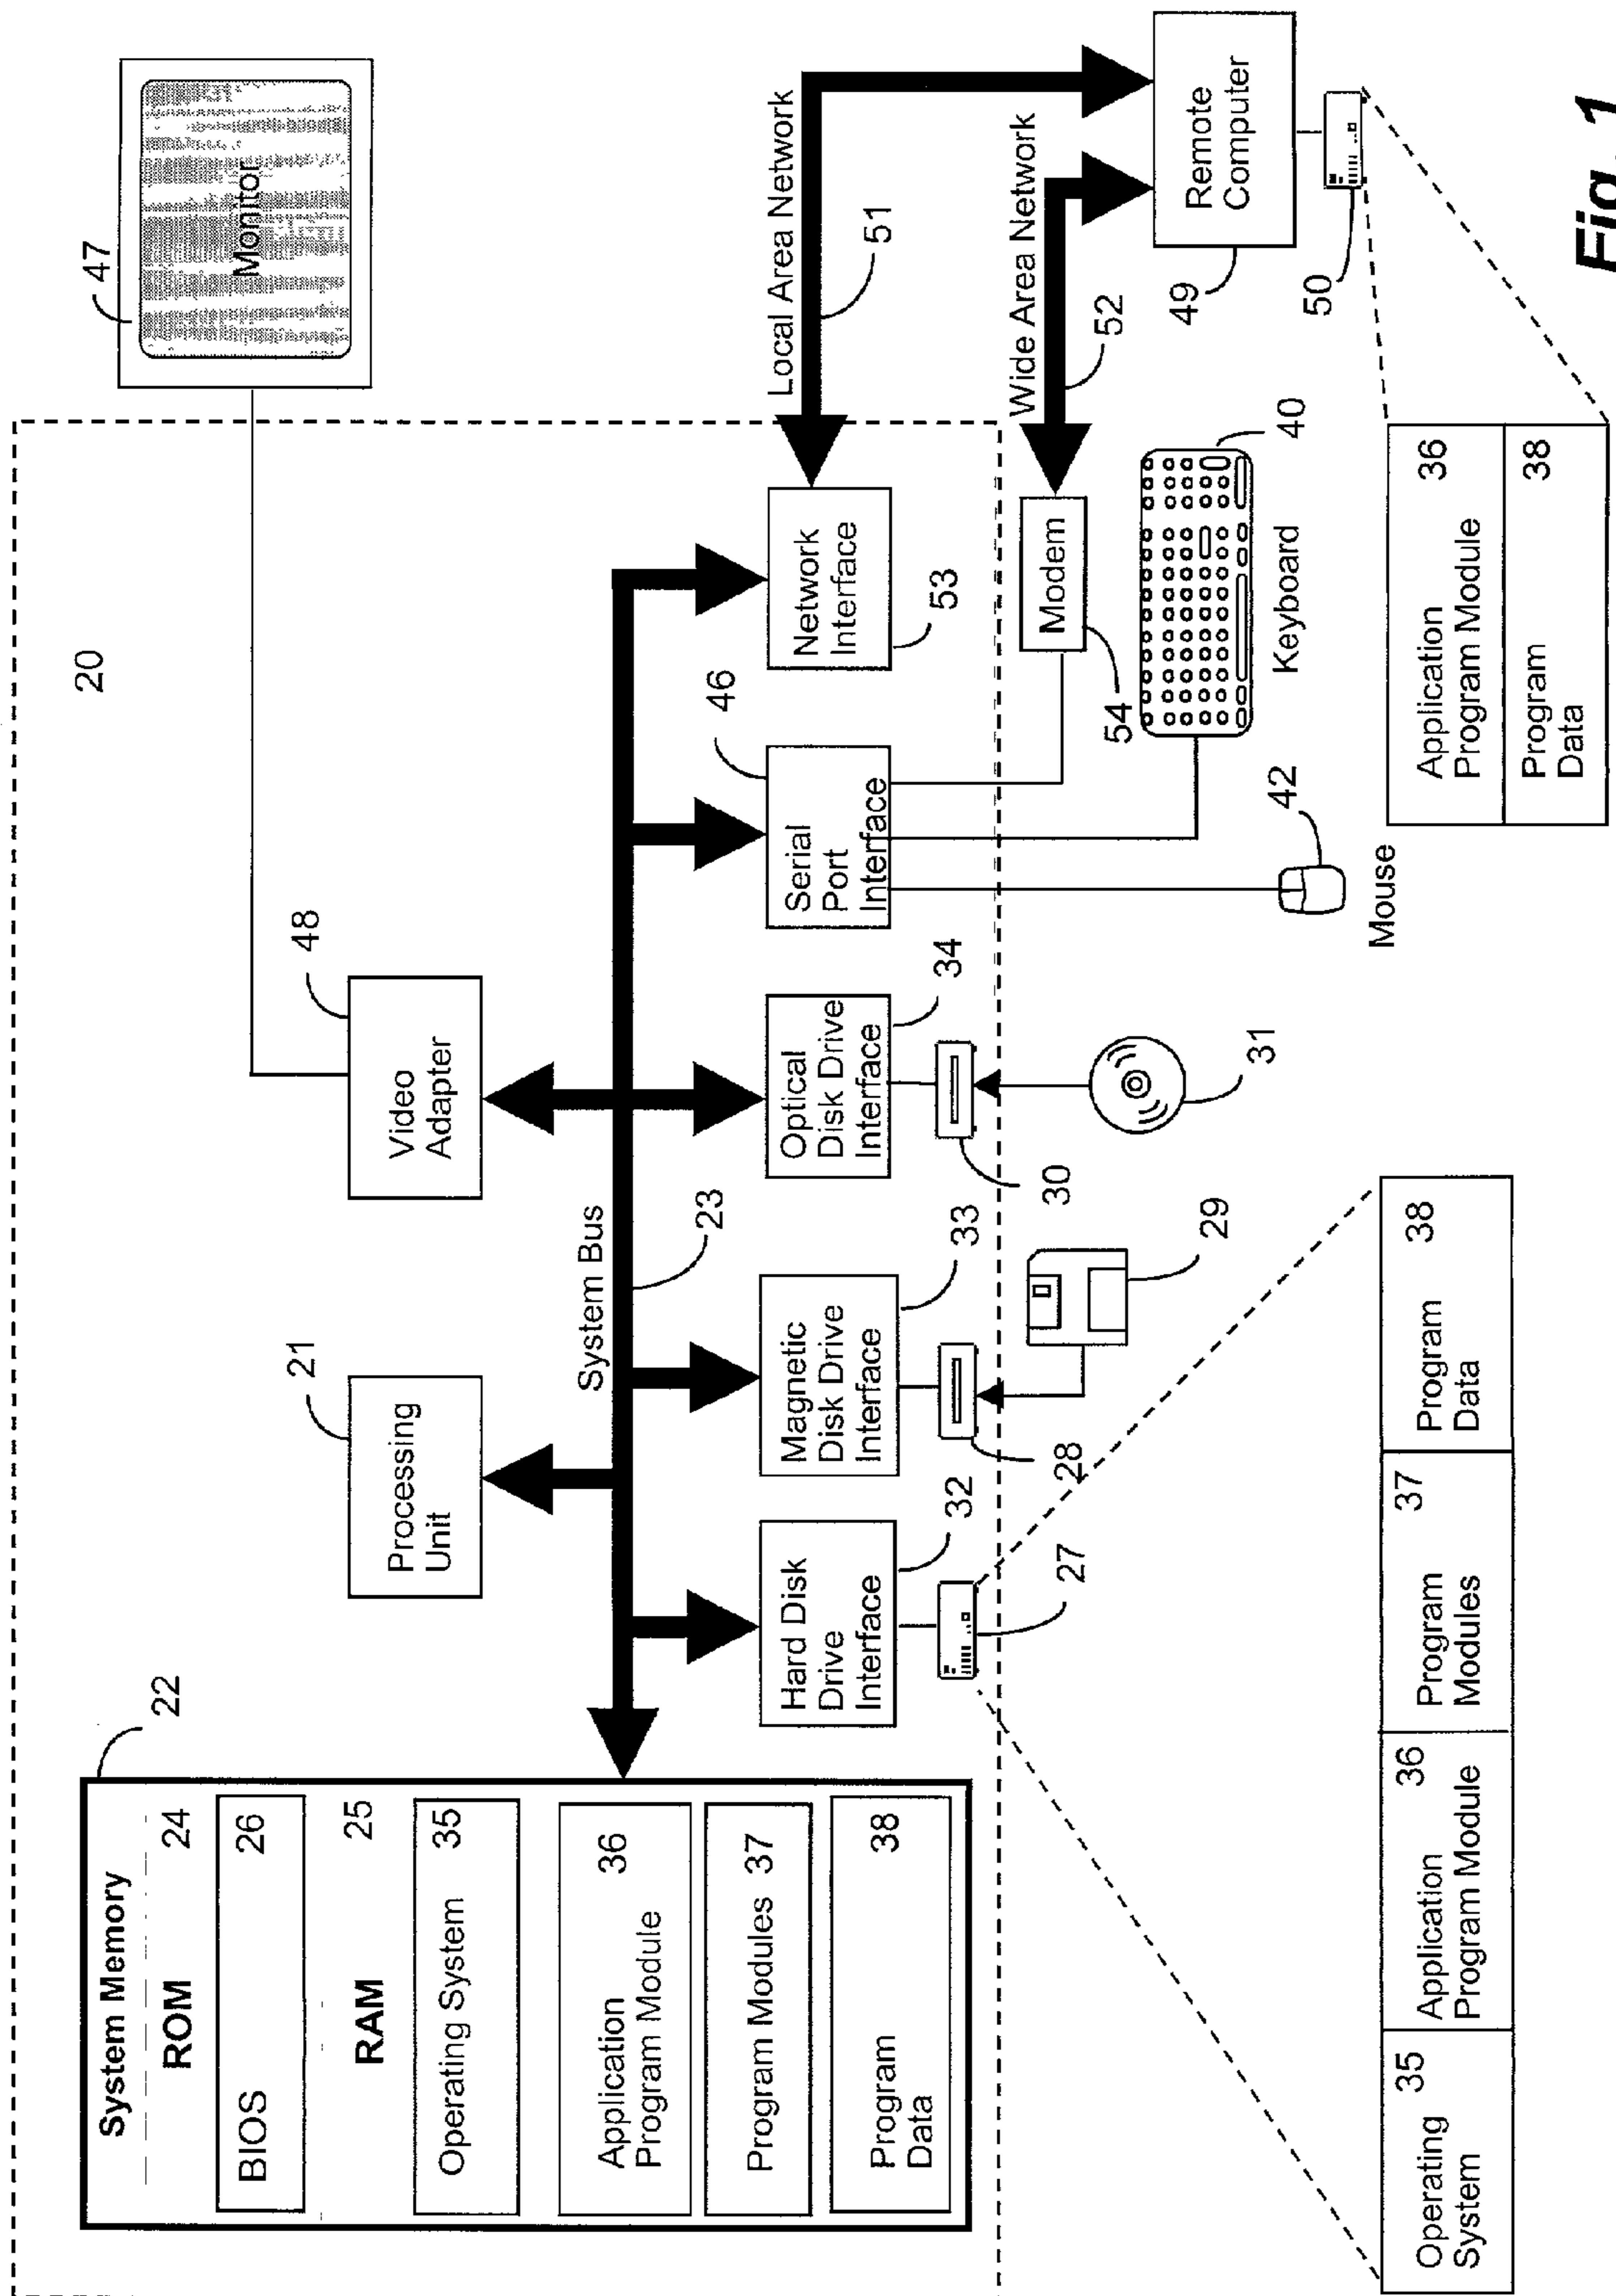 20
47
Monitor
System Memory
ROM 24
BIOS 26
RAM 25
Operating System 35
Application
Program Module
36
Program Modules 37
Program
Data
38
22
Processing
Unit
21
Video
Adapter
48
System Bus
23
Hard Disk
Drive
Interface
32
Magnetic
Disk Drive
Interface
33
Optical
Disk Drive
Interface
34
Serial
Port
Interface
46
Network
Interface
53
Local Area Network
51
Wide Area Network
52
Modem
54
27
28
29
30
31
Mouse
42
Keyboard
40
Remote
Computer
49
50
Operating
System
35
Application
Program Module
36
Program
Modules
37
Program
Data
38
Application
Program Module
36
Program
Data
38
Fig. 1